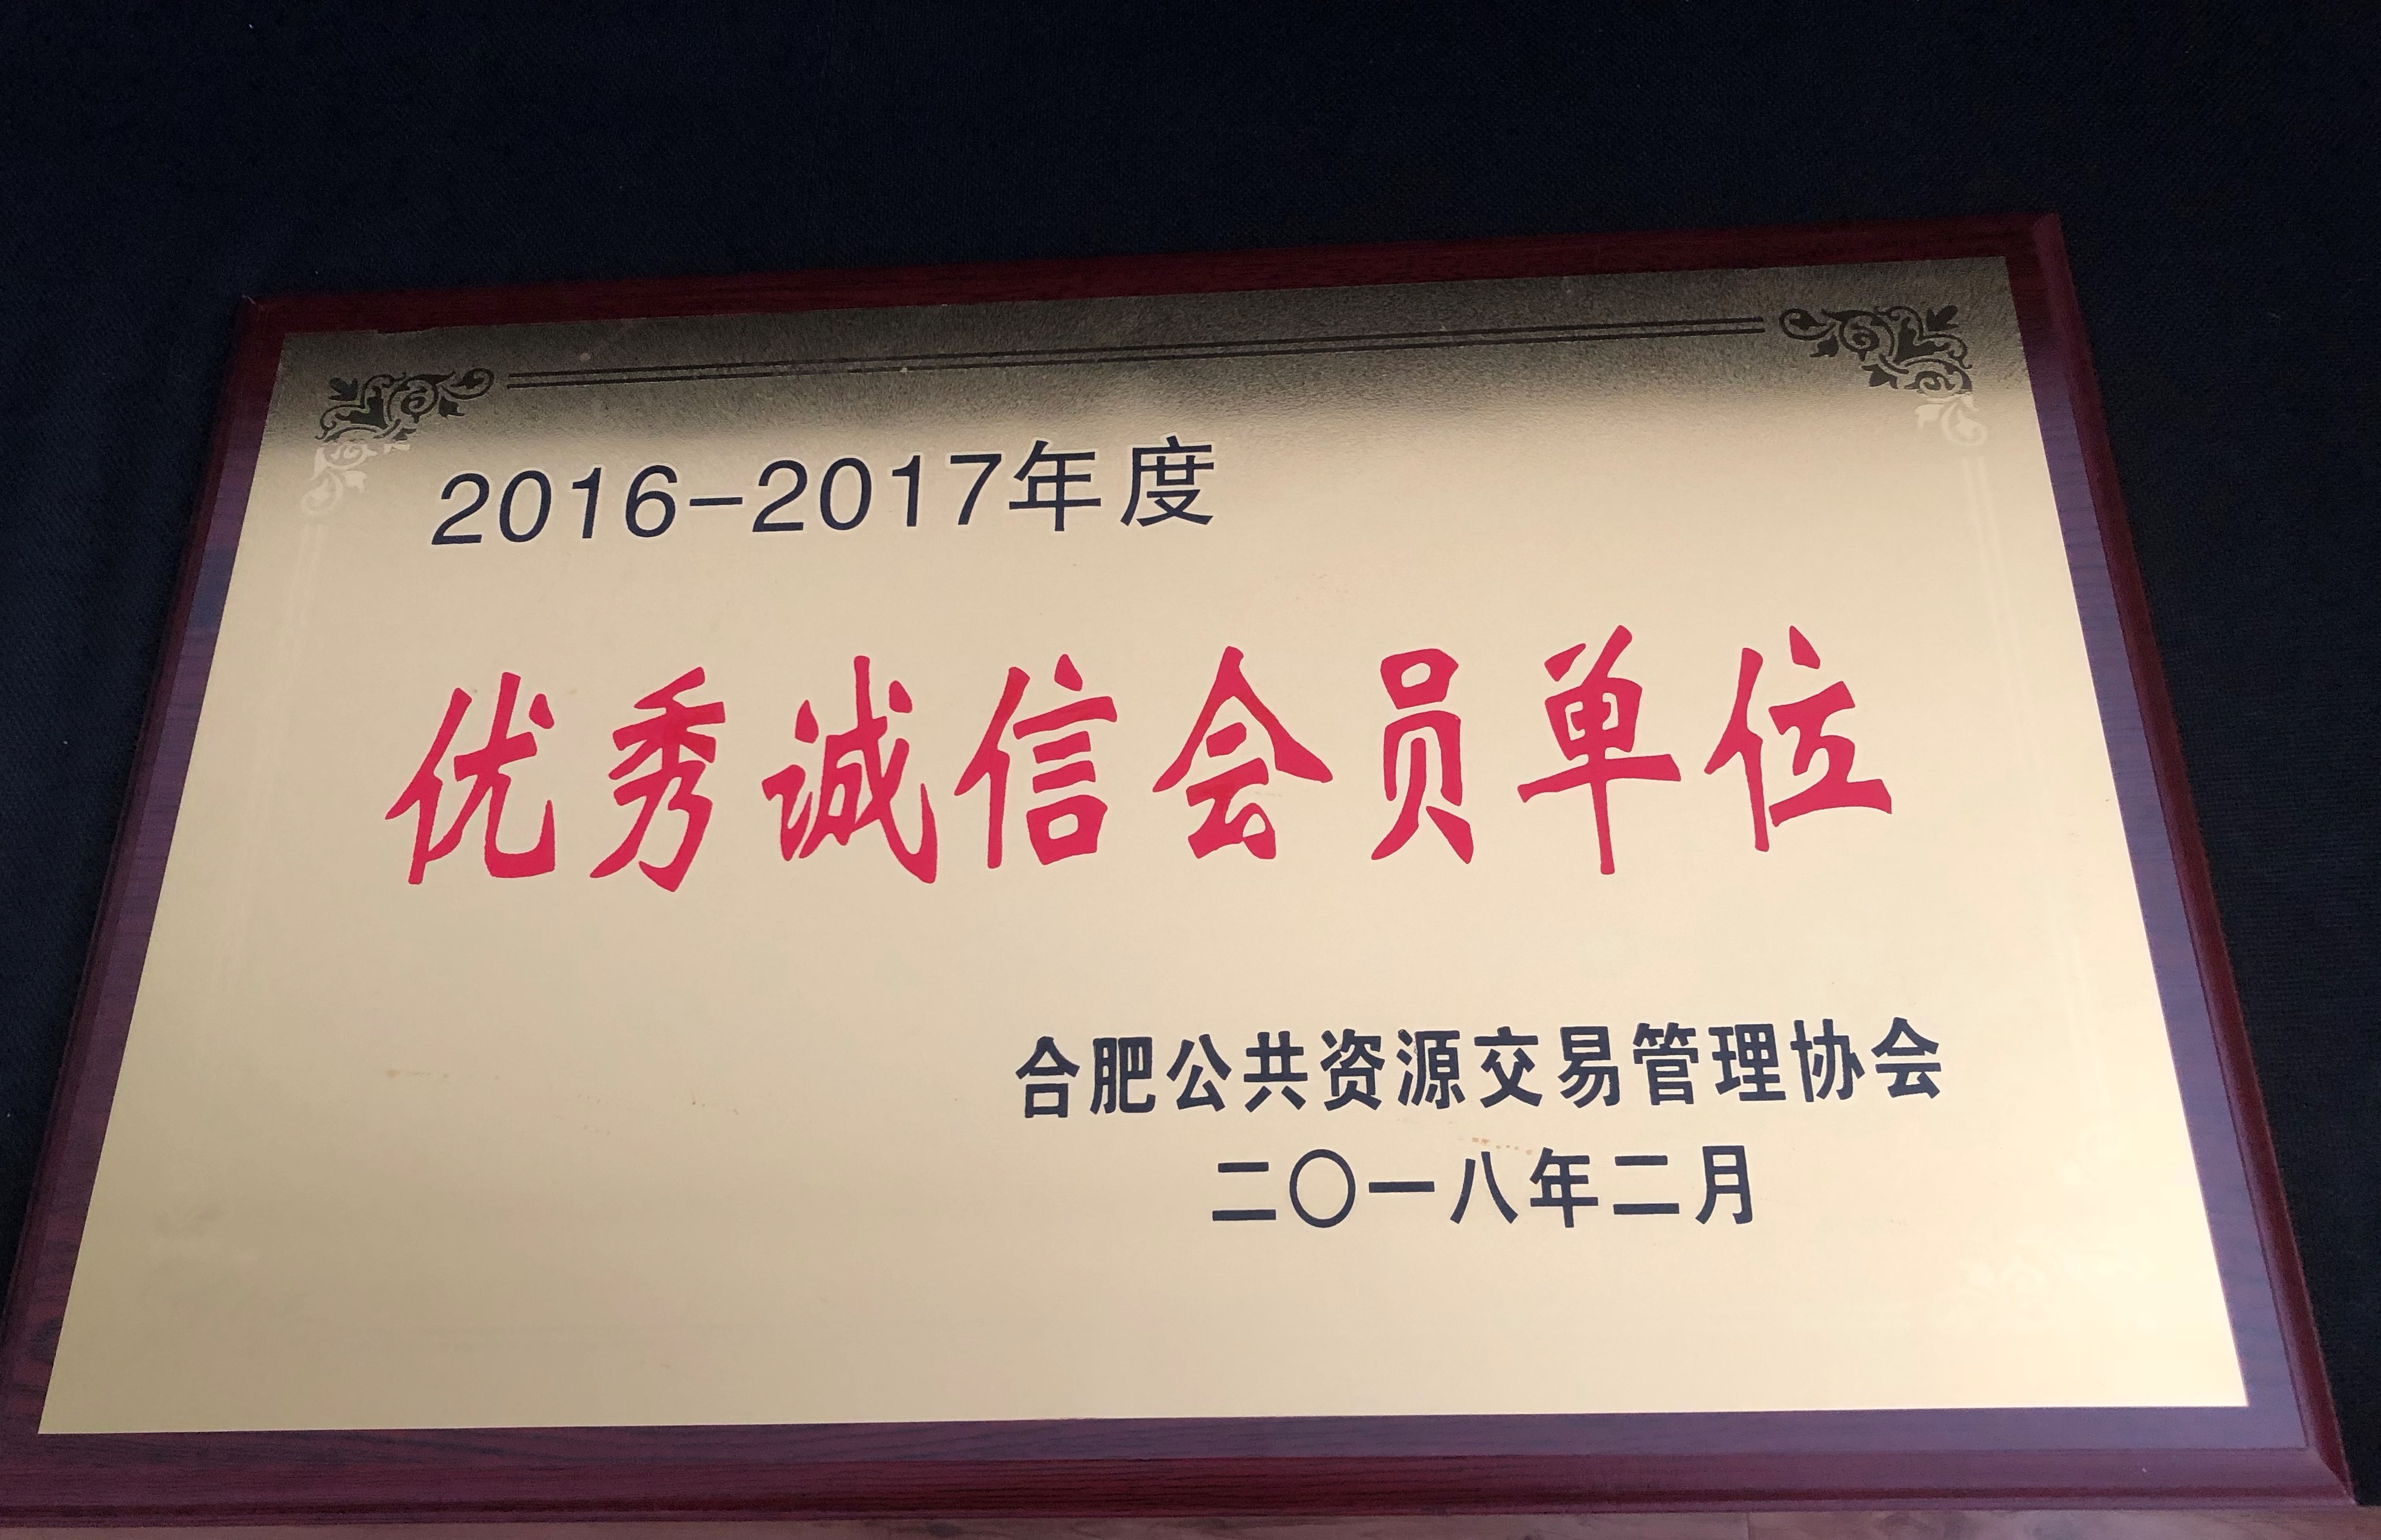 2016-2017年度
优秀诚信会员单位
合肥公共资源交易管理协会
二〇一八年二月